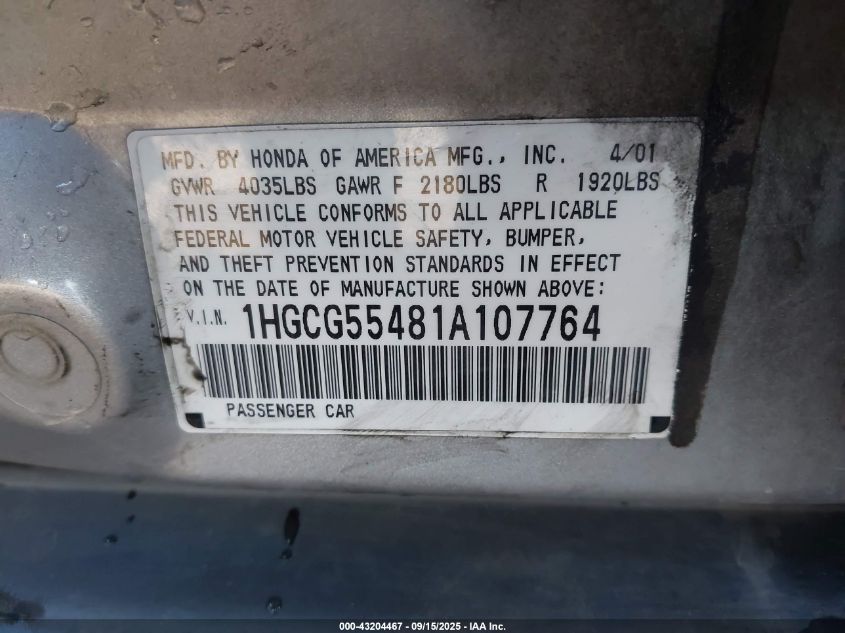 MFD. BY HONDA OF AMERICA MFG., INC. 4/01
GVWR 4035LBS GAWR F 2180LBS R 1920LBS
THIS VEHICLE CONFORMS TO ALL APPLICABLE
FEDERAL MOTOR VEHICLE SAFETY, BUMPER,
AND THEFT PREVENTION STANDARDS IN EFFECT
ON THE DATE OF MANUFACTURE SHOWN ABOVE:
V.I.N. 1HGCG55481A107764
PASSENGER CAR
000-43204467 - 09/15/2025 - IAA Inc.